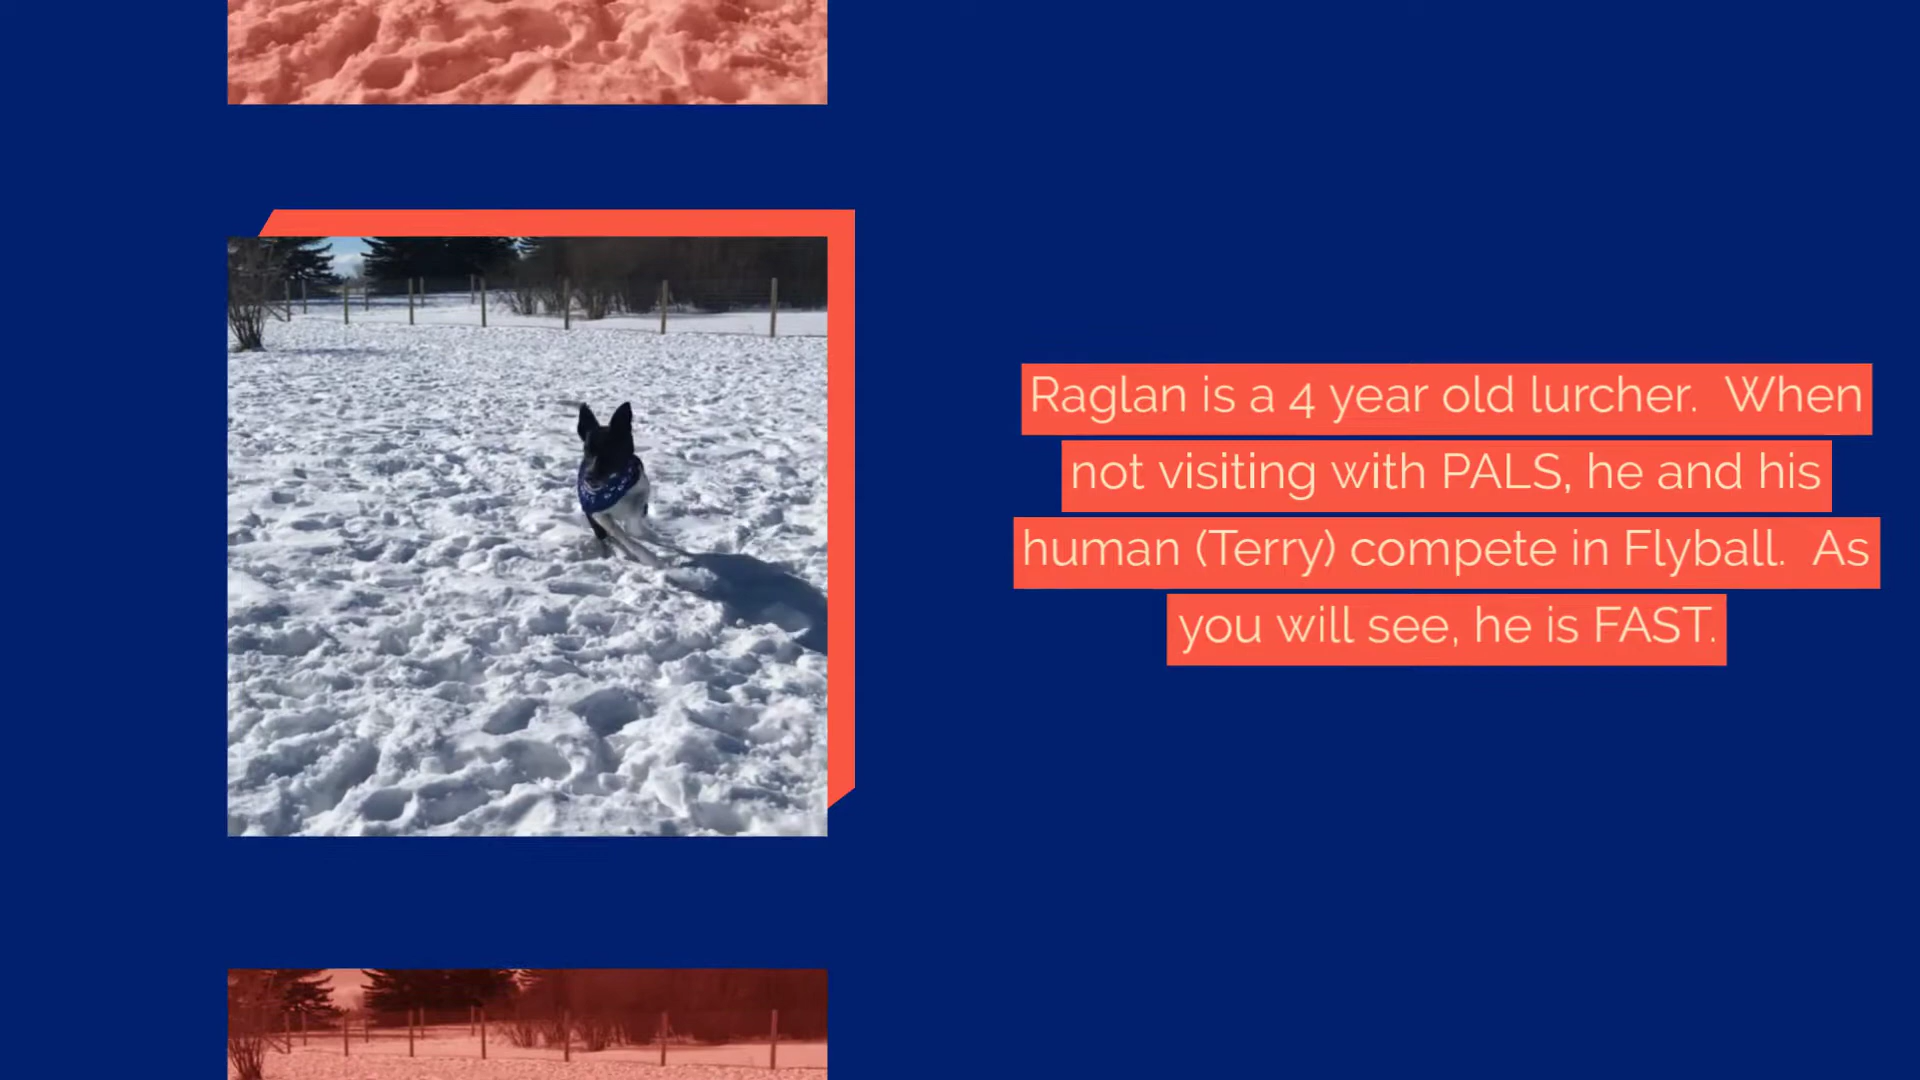 Raglan is a 4 year old lurcher.  When
not visiting with PALS, he and his
human (Terry) compete in Flyball.  As
you will see, he is FAST.